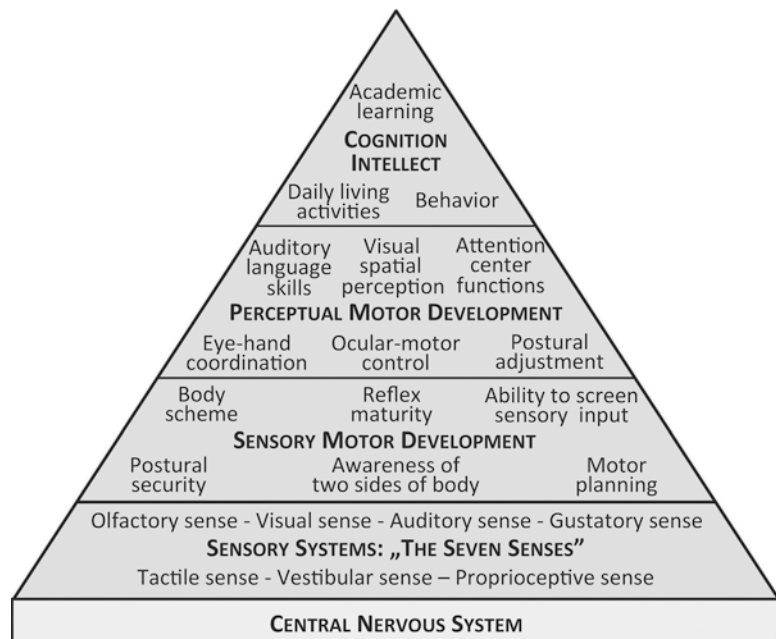 Academic
learning
COGNITION
INTELLECT
Daily living
activities
Behavior
Auditory
language
skills
Visual
spatial
perception
Attention
center
functions
PERCEPTUAL MOTOR DEVELOPMENT
Eye-hand
coordination
Ocular-motor
control
Postural
adjustment
Body
scheme
Reflex
maturity
Ability to screen
sensory input
SENSORY MOTOR DEVELOPMENT
Postural
security
Awareness of
two sides of body
Motor
planning
Olfactory sense - Visual sense - Auditory sense - Gustatory sense
SENSORY SYSTEMS: „THE SEVEN SENSES”
Tactile sense - Vestibular sense – Proprioceptive sense
CENTRAL NERVOUS SYSTEM